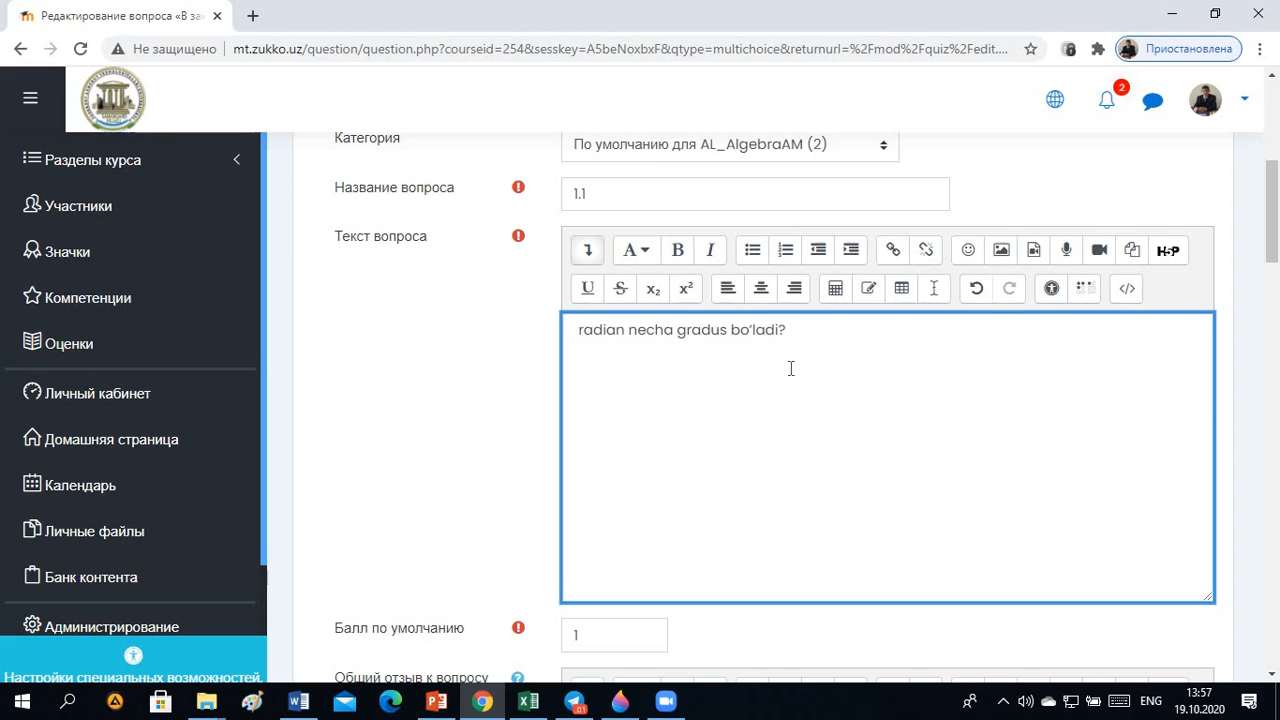 Редактирование вопроса «В за
Не защищено
mt.zukko.uz/question/question.php?courseid=254&sesskey=A5beNoxbxF&qtype=multichoice&returnurl=%2Fmod%2Fquiz%2Fedit....
Приостановлена
2
Разделы курса
Участники
Значки
Компетенции
Оценки
Личный кабинет
Домашняя страница
Календарь
Личные файлы
Банк контента
Администрирование
Настройки специальных возможностей.
Категория
По умолчанию для AL_AlgebraAM (2)
Название вопроса
1.1
Текст вопроса
A B I H-P
U S x₂ x²
radian necha gradus bo‘ladi?
Балл по умолчанию
1
Общий отзыв к вопросу
ENG
13:57
19.10.2020